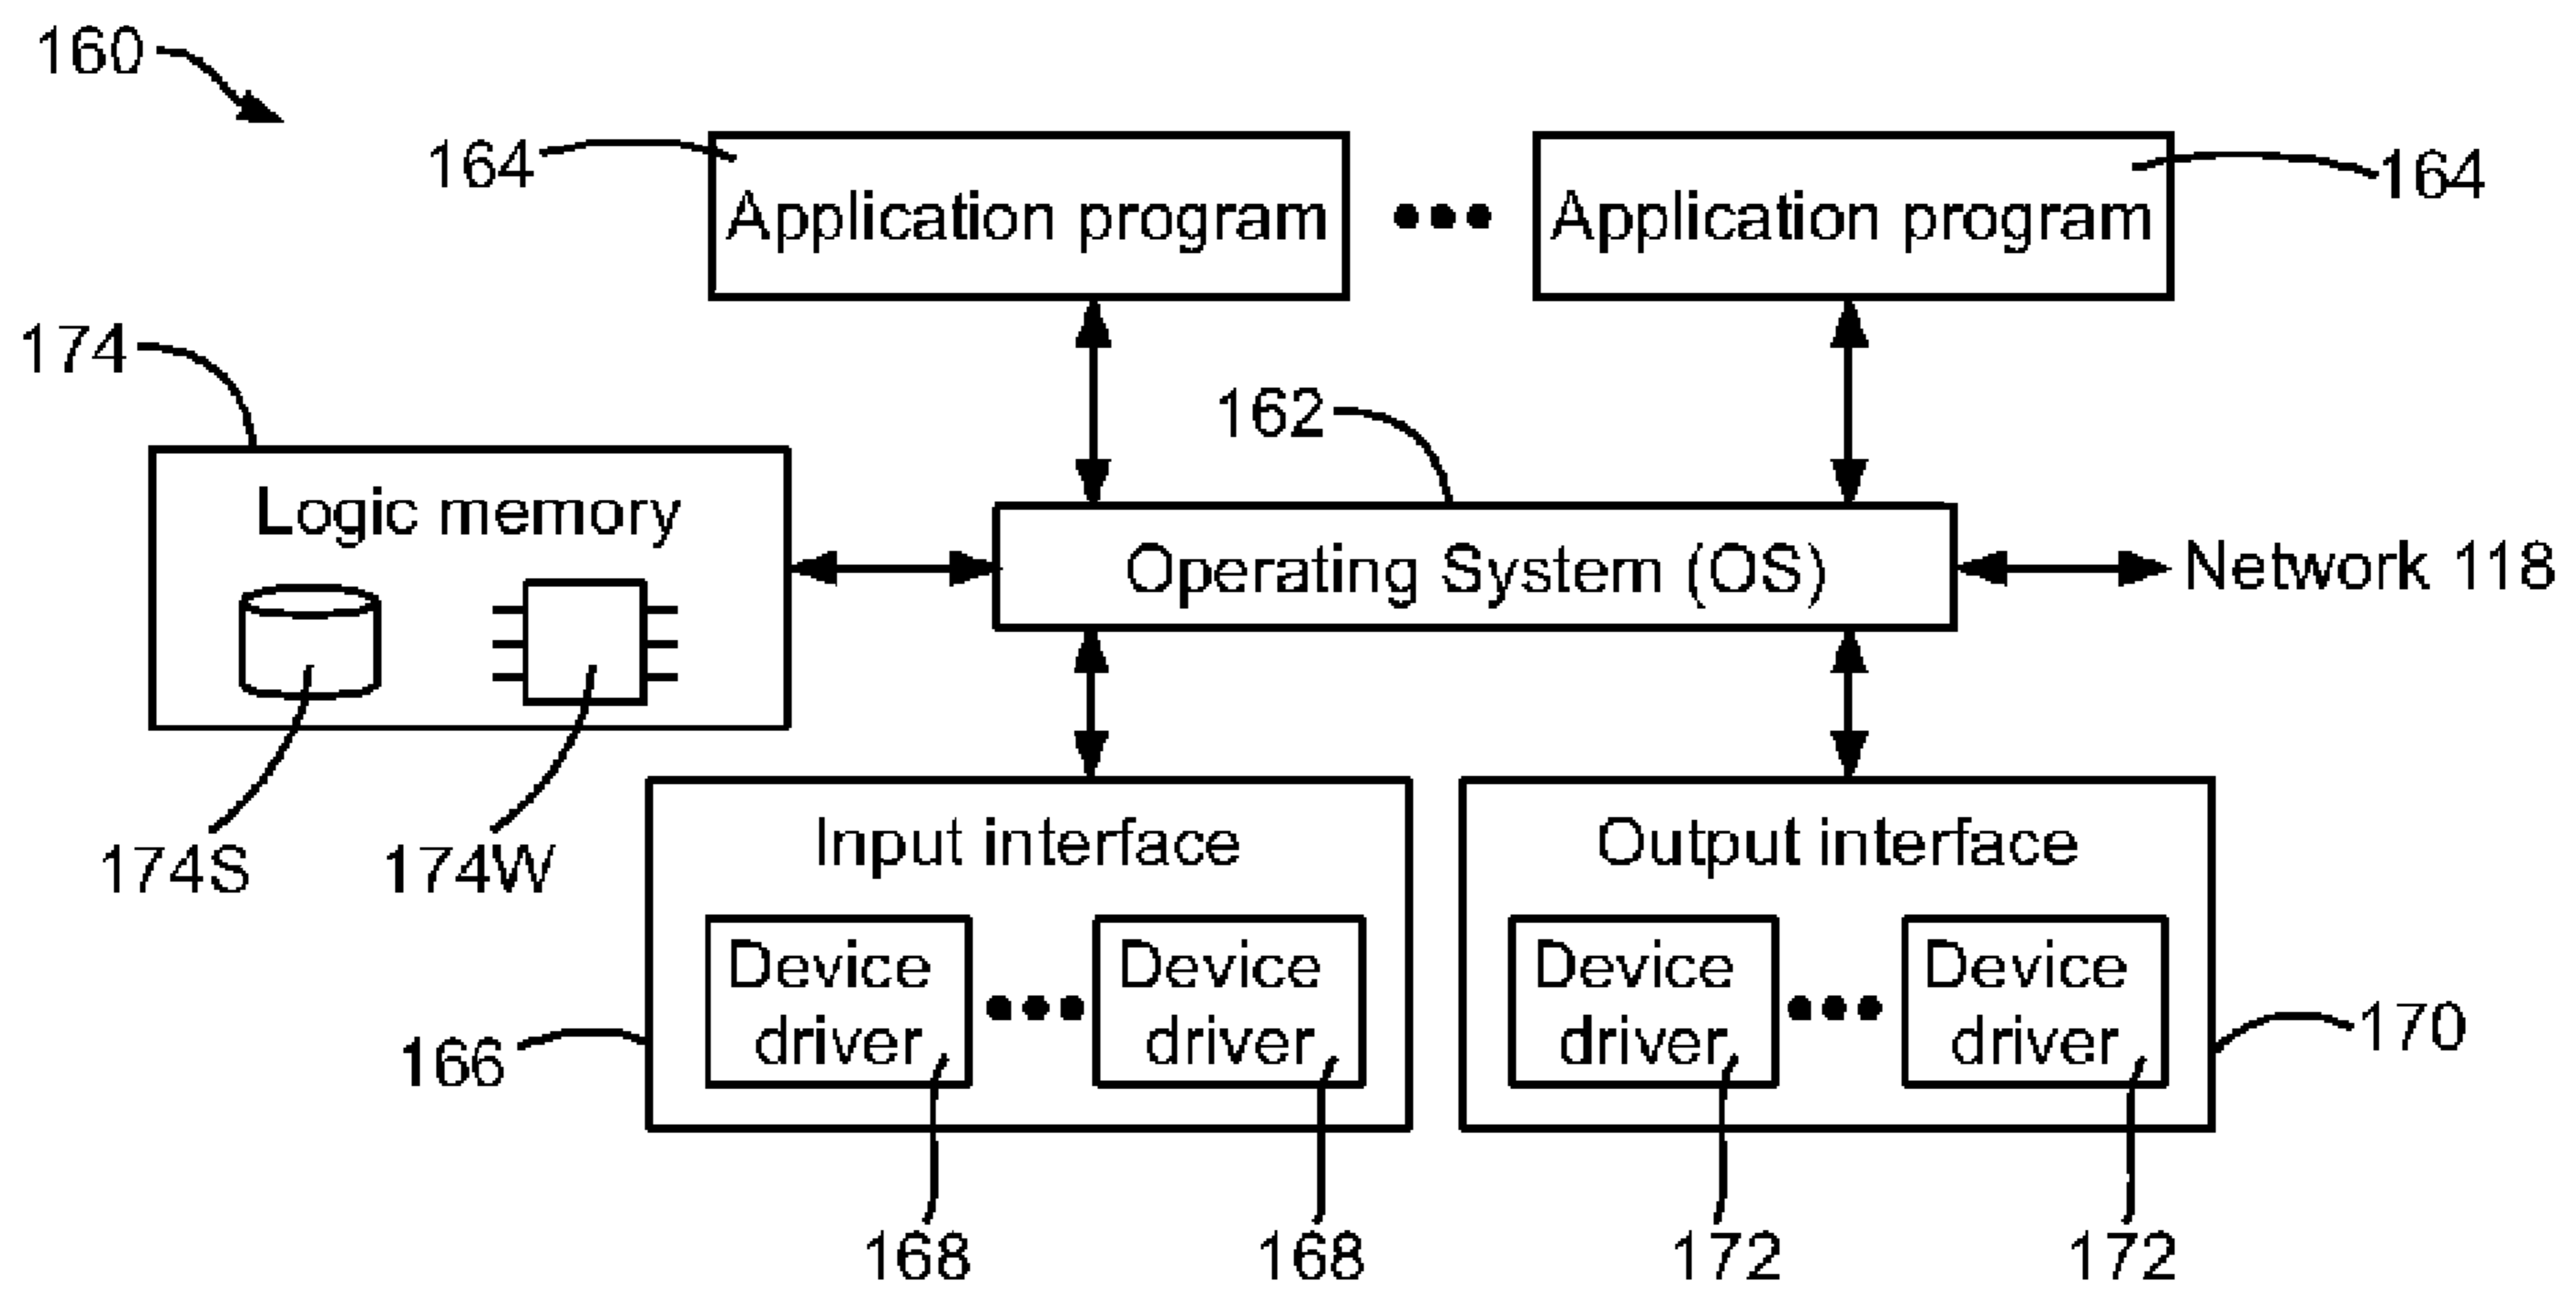 160
164
Application program
Application program
164
174
162
Logic memory
Operating System (OS)
Network 118
174S
174W
Input interface
Output interface
Device
driver
Device
driver
Device
driver
Device
driver
166
170
168
168
172
172